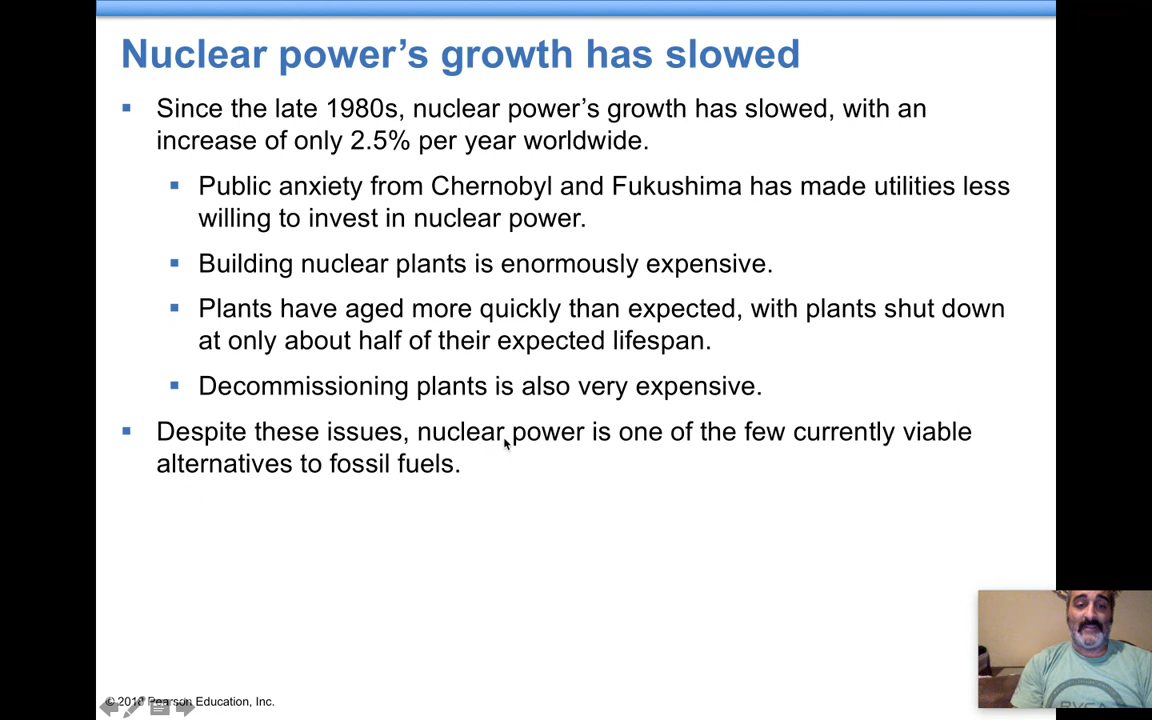 Nuclear power’s growth has slowed
Since the late 1980s, nuclear power’s growth has slowed, with an
increase of only 2.5% per year worldwide.
Public anxiety from Chernobyl and Fukushima has made utilities less
willing to invest in nuclear power.
Building nuclear plants is enormously expensive.
Plants have aged more quickly than expected, with plants shut down
at only about half of their expected lifespan.
Decommissioning plants is also very expensive.
Despite these issues, nuclear power is one of the few currently viable
alternatives to fossil fuels.
© Pearson Education, Inc.